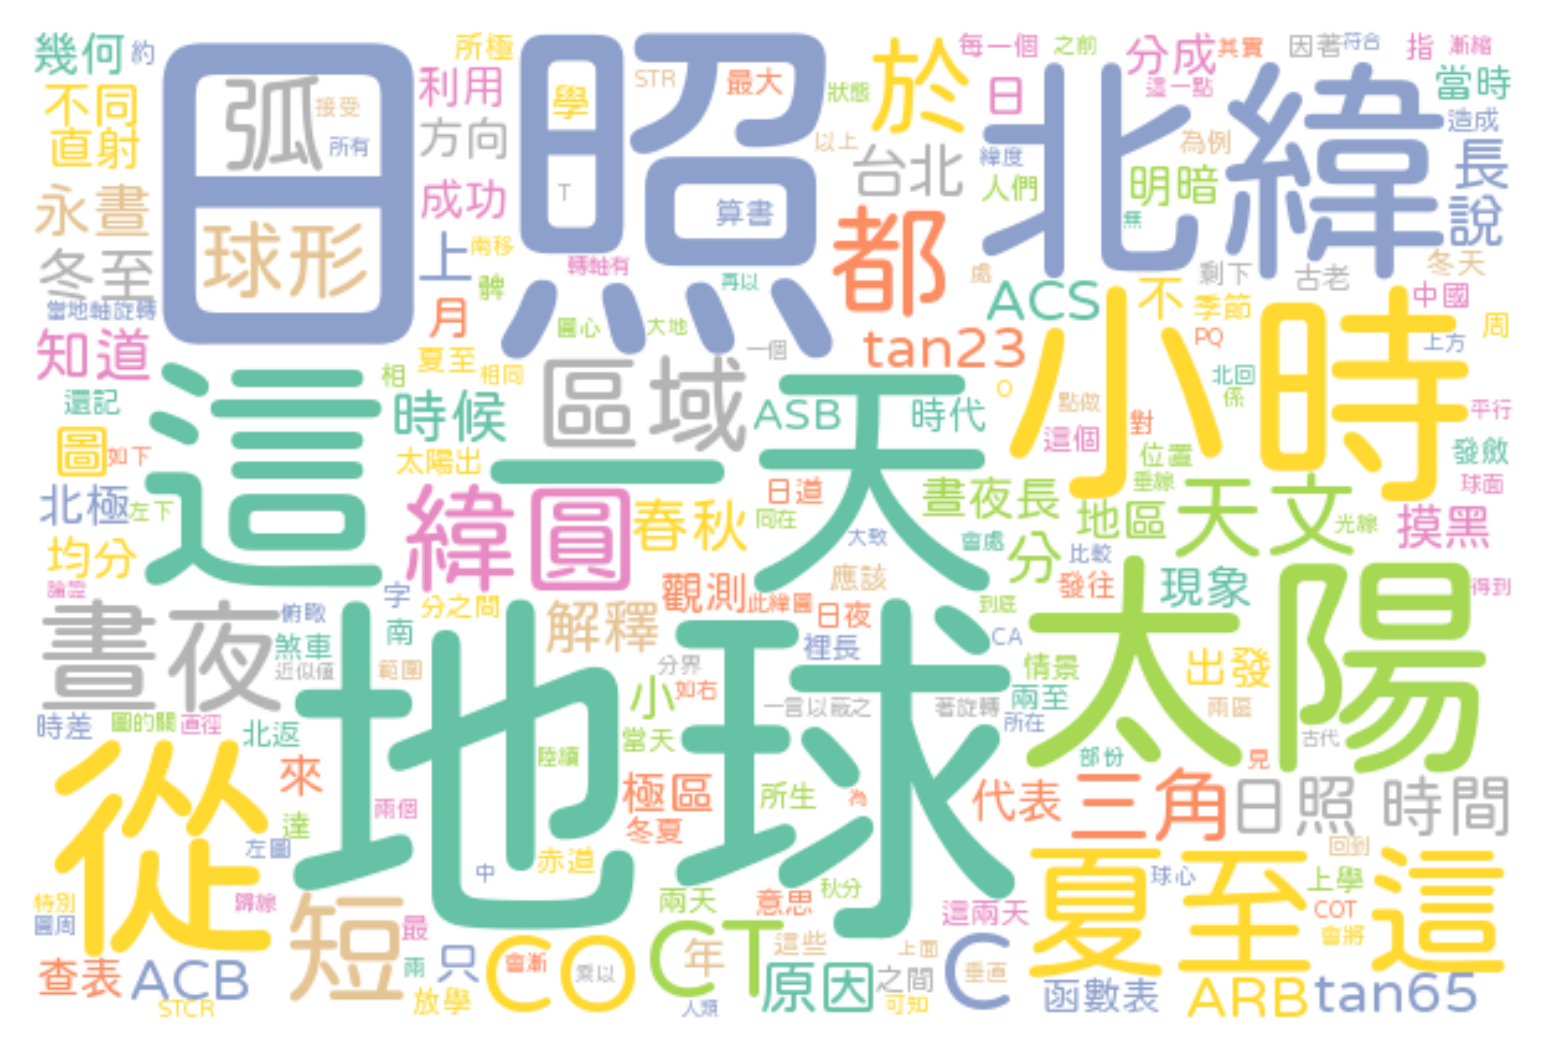 幾何 約 日照 所極 每一個 之前 分成 其實 因著 符合 指 漸縮
不同 弧 接受 利用 學 STR 最大 狀態 於 日 北緯 這一點 當時
直射 所有 方向 T 以上 台北 緯度 為例 造成
永晝 球形 成功 算書 人們 明暗 長
冬至 上 南移 轉軸有 再以 都 處 無 剩下 古老 說 冬天
當地軸旋轉 月 髀 圓心 大地 ACS 不 季節 中國
知道 夏至 相同 一個 tan23 小時 PQ 上方 周
還記 這一天 相 時候 區域 ASB 時代 O 點做 對 北回 係 平行
圖 如下 太陽出 這個 位置 發斂
北極 左下 緯圓 春秋 日道 同在 晝夜長 垂線 地區 天文 光線 球面 摸黑
均分 大致 會處 分 比較
論證 晝夜 字 分之間 解釋 觀測 此緯圓 應該 日夜 到底 發往 現象 太陽 得到
俯瞰 煞車 南 地球 裡長 CA
近似值 範圍 分界 情景 出發
時差 圖的關 直徑 北返 小 如右 一言以蔽之 著旋轉 兩至 所在 兩區
從 來 當天 陸續 部份 見 古代
達 兩個 極區 所生 為 代表 三角 日照 時間
左圖 冬夏 赤道 中 夏至這 球心 回到
特別 歸線 短 秋分 上學
圓周 最 兩天 意思 這兩天 COT
查表 ACB 兩 只 COCT 會漸 乘以 年 這些 上面 C 垂直 會將
STCR 放學 人類 原因 之間 可知 函數表 ARB tan65